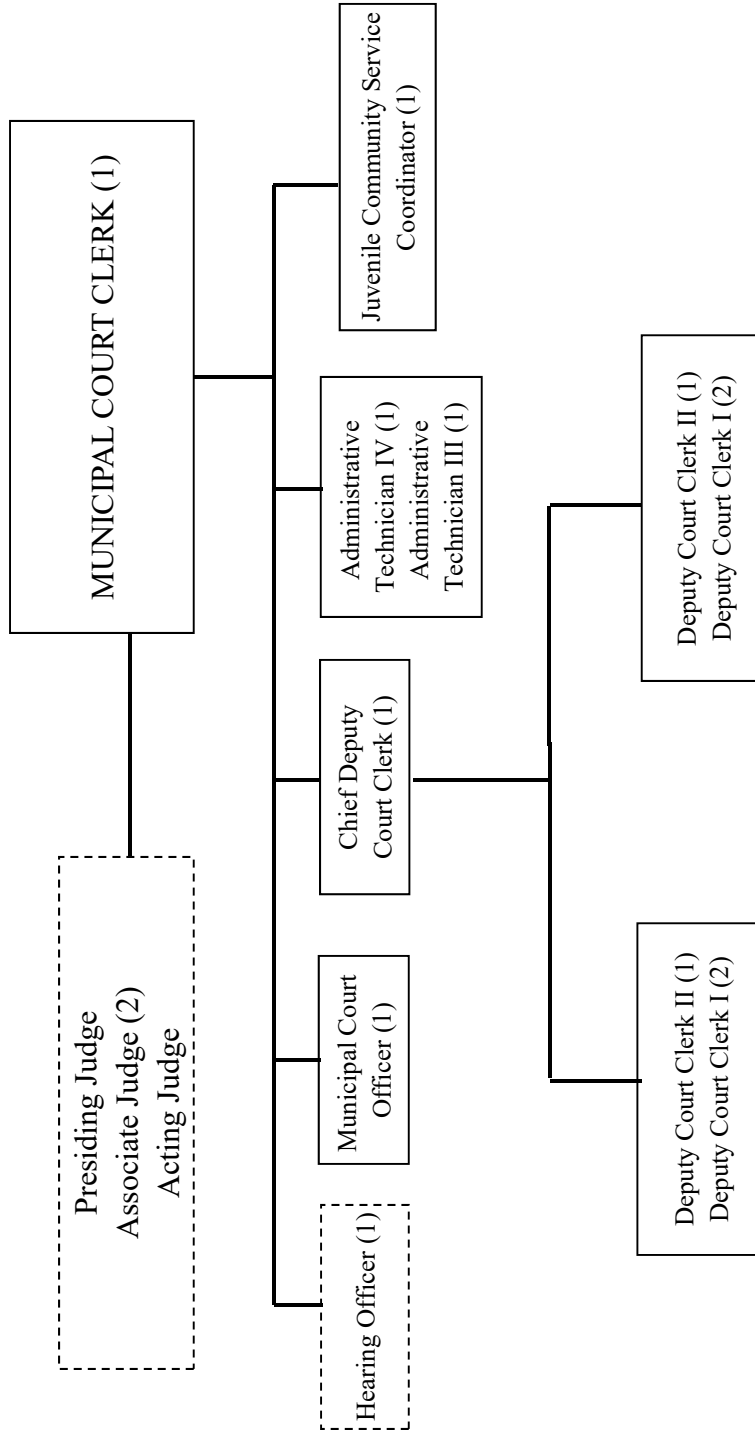 MUNICIPAL COURT CLERK (1)
Presiding Judge
Associate Judge (2)
Acting Judge
Hearing Officer (1)
Municipal Court
Officer (1)
Chief Deputy
Court Clerk (1)
Administrative
Technician IV (1)
Administrative
Technician III (1)
Juvenile Community Service
Coordinator (1)
Deputy Court Clerk II (1)
Deputy Court Clerk I (2)
Deputy Court Clerk II (1)
Deputy Court Clerk I (2)